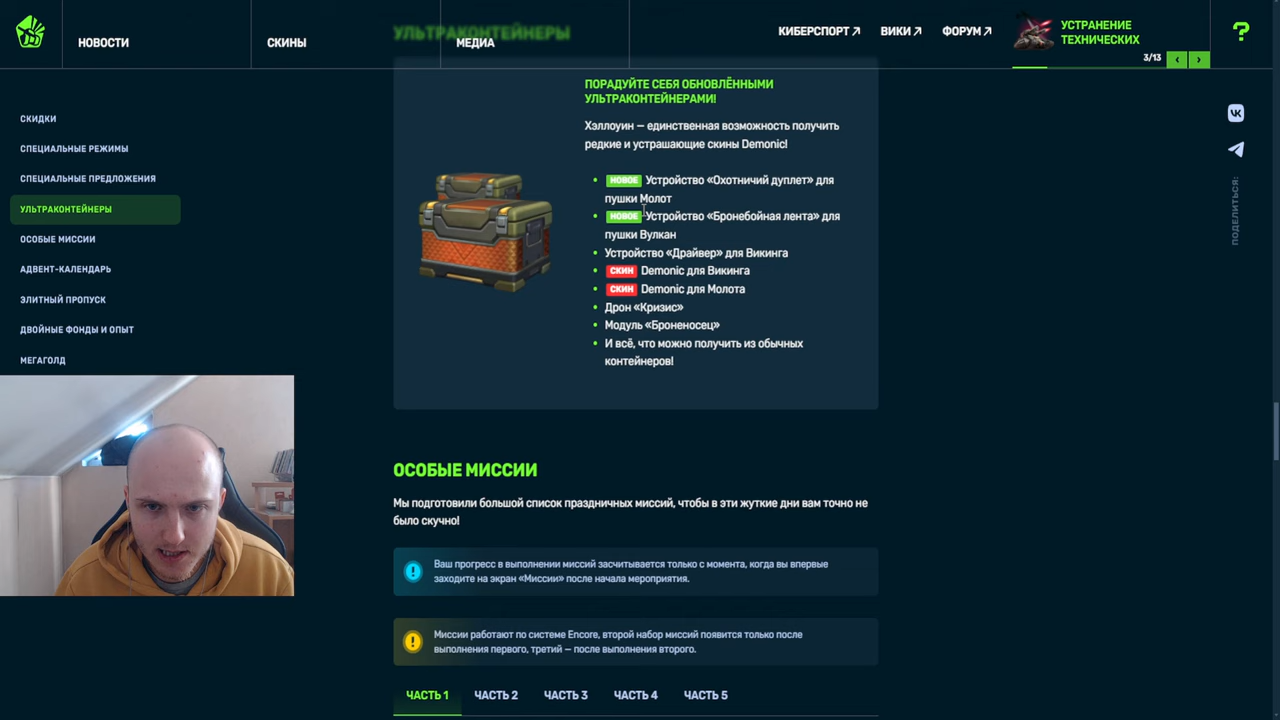 УЛЬТРАКОНТЕЙНЕРЫ
НОВОСТИ
СКИНЫ
МЕДИА
КИБЕРСПОРТ
ВИКИ
ФОРУМ
УСТРАНЕНИЕ
ТЕХНИЧЕСКИХ
3/13
?
СКИДКИ
СПЕЦИАЛЬНЫЕ РЕЖИМЫ
СПЕЦИАЛЬНЫЕ ПРЕДЛОЖЕНИЯ
УЛЬТРАКОНТЕЙНЕРЫ
ОСОБЫЕ МИССИИ
АДВЕНТ-КАЛЕНДАРЬ
ЭЛИТНЫЙ ПРОПУСК
ДВОЙНЫЕ ФОНДЫ И ОПЫТ
МЕГАГОЛД
ПОРАДУЙТЕ СЕБЯ ОБНОВЛЁННЫМИ
УЛЬТРАКОНТЕЙНЕРАМИ!
Хэллоуин — единственная возможность получить
редкие и устрашающие скины Demonic!
НОВОЕ Устройство «Охотничий дуплет» для
пушки Молот
НОВОЕ Устройство «Бронебойная лента» для
пушки Вулкан
Устройство «Драйвер» для Викинга
СКИН Demonic для Викинга
СКИН Demonic для Молота
Дрон «Кризис»
Модуль «Броненосец»
И всё, что можно получить из обычных
контейнеров!
ПОДЕЛИТЬСЯ:
ОСОБЫЕ МИССИИ
Мы подготовили большой список праздничных миссий, чтобы в эти жуткие дни вам точно не
было скучно!
Ваш прогресс в выполнении миссий засчитывается только с момента, когда вы впервые
заходите на экран «Миссии» после начала мероприятия.
Миссии работают по системе Encore, второй набор миссий появится только после
выполнения первого, третий — после выполнения второго.
ЧАСТЬ 1
ЧАСТЬ 2
ЧАСТЬ 3
ЧАСТЬ 4
ЧАСТЬ 5